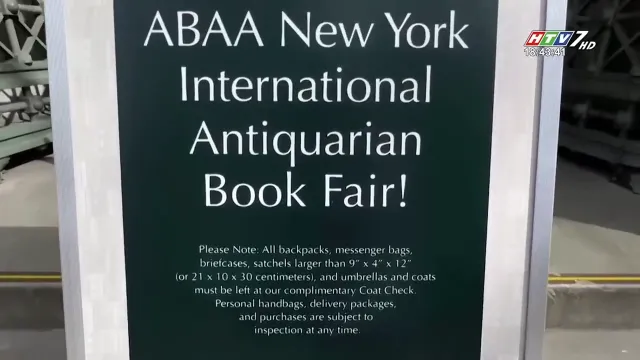 ABAA New York
International
Antiquarian
Book Fair!
Please Note: All backpacks, messenger bags,
briefcases, satchels larger than 9" x 4" x 12"
(or 21 x 10 x 30 centimeters), and umbrellas and coats
must be left at our complimentary Coat Check.
Personal handbags, delivery packages,
and purchases are subject to
inspection at any time.
HTV7 HD
18:43:41